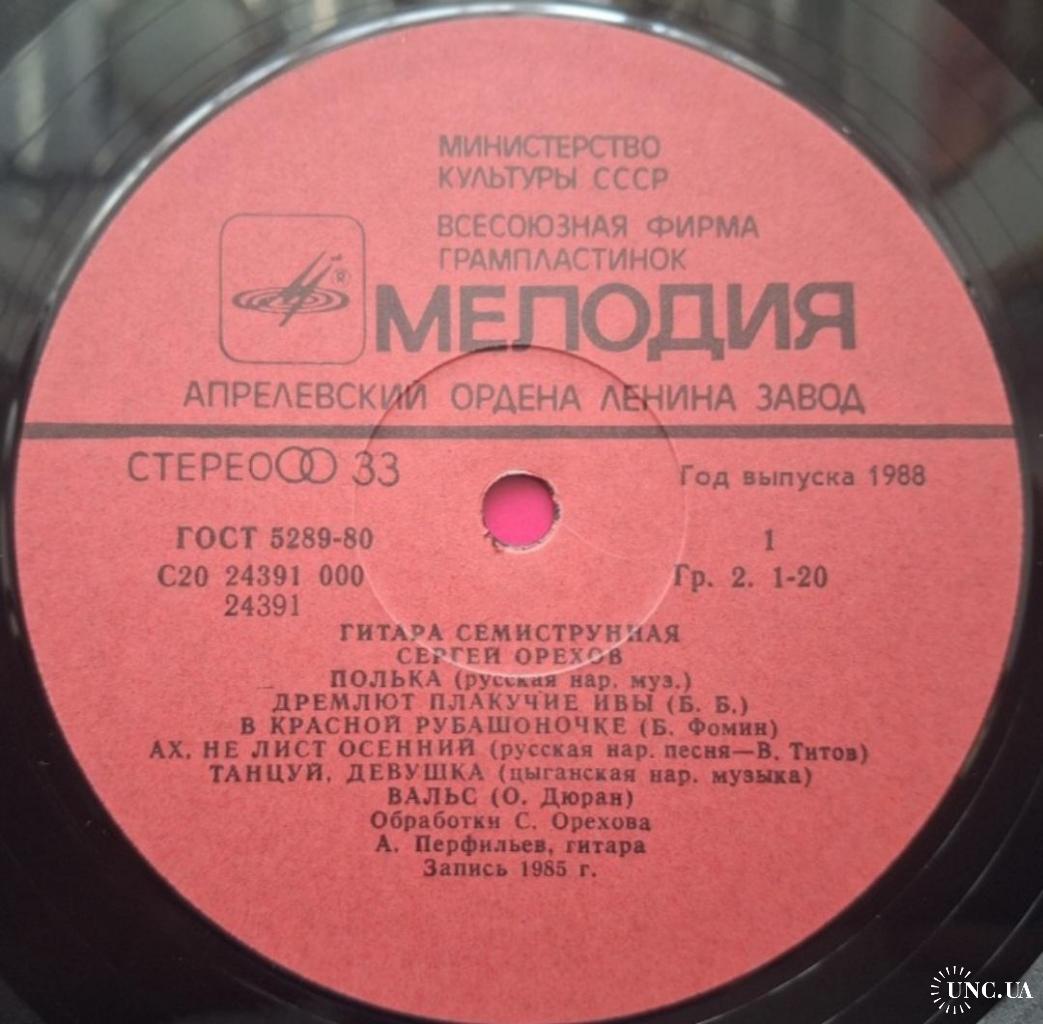 МИНИСТЕРСТВО
КУЛЬТУРЫ СССР
ВСЕСОЮЗНАЯ ФИРМА
ГРАМПЛАСТИНОК
®
МЕЛОДИЯ
АПРЕЛЕВСКИЙ ОРДЕНА ЛЕНИНА ЗАВОД
СТЕРЕО 33
Год выпуска 1988
ГОСТ 5289-80
1
С20 24391 000
Гр. 2. 1-20
24391
ГИТАРА СЕМИСТРУННАЯ
СЕРГЕЙ ОРЕХОВ
ПОЛЬКА (русская нар. муз.)
ДРЕМЛЮТ ПЛАКУЧИЕ ИВЫ (Б. Б.)
В КРАСНОЙ РУБАШОНОЧКЕ (Б. Фомин)
АХ, НЕ ЛИСТ ОСЕННИЙ (русская нар. песня—В. Титов)
ТАНЦУЙ, ДЕВУШКА (цыганская нар. музыка)
ВАЛЬС (О. Дюран)
Обработки С. Орехова
А. Перфильев, гитара
Запись 1985 г.
UNC.UA